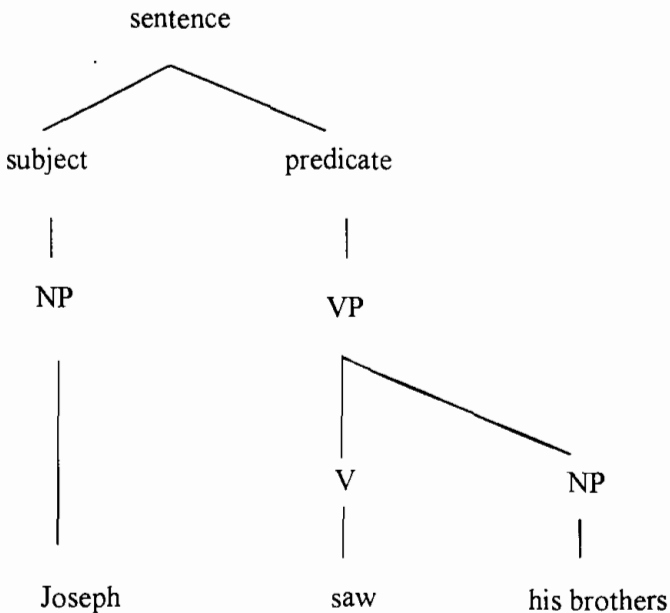 sentence
subject predicate
NP VP
V NP
Joseph saw his brothers